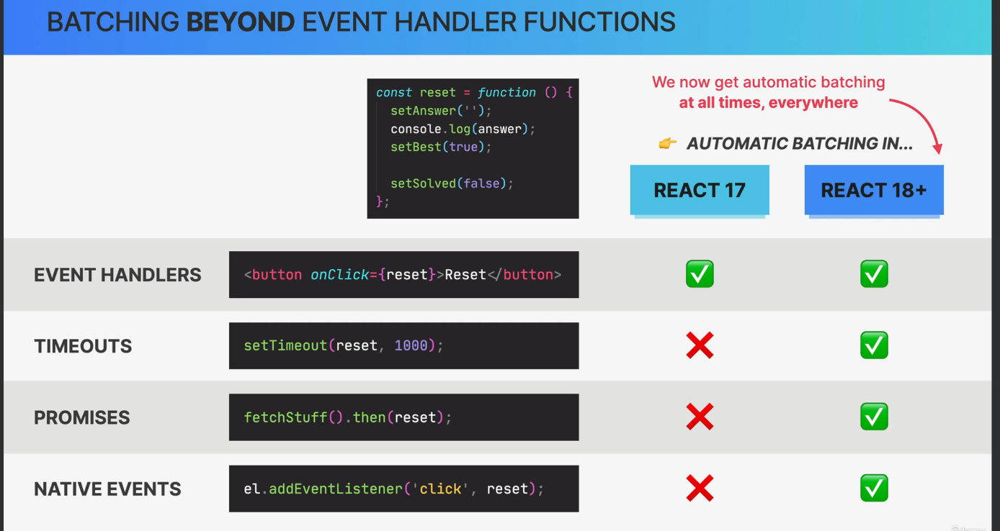 BATCHING BEYOND EVENT HANDLER FUNCTIONS
const reset = function () {
setAnswer('');
console.log(answer);
setBest(true);
setSolved(false);
};
We now get automatic batching
at all times, everywhere
👉 AUTOMATIC BATCHING IN...
REACT 17
REACT 18+
EVENT HANDLERS
<button onClick={reset}>Reset</button>
TIMEOUTS
setTimeout(reset, 1000);
PROMISES
fetchStuff().then(reset);
NATIVE EVENTS
el.addEventListener('click', reset);